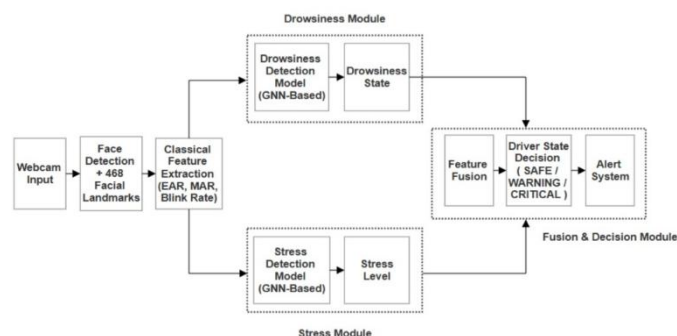 Drowsiness Module
Drowsiness
Detection
Model
(GNN-Based)
Drowsiness
State
Webcam
Input
Face
Detection
+ 468
Facial
Landmarks
Classical
Feature
Extraction
(EAR, MAR,
Blink Rate)
Feature
Fusion
Driver State
Decision
( SAFE /
WARNING /
CRITICAL )
Alert
System
Fusion & Decision Module
Stress
Detection
Model
(GNN-Based)
Stress
Level
Stress Module